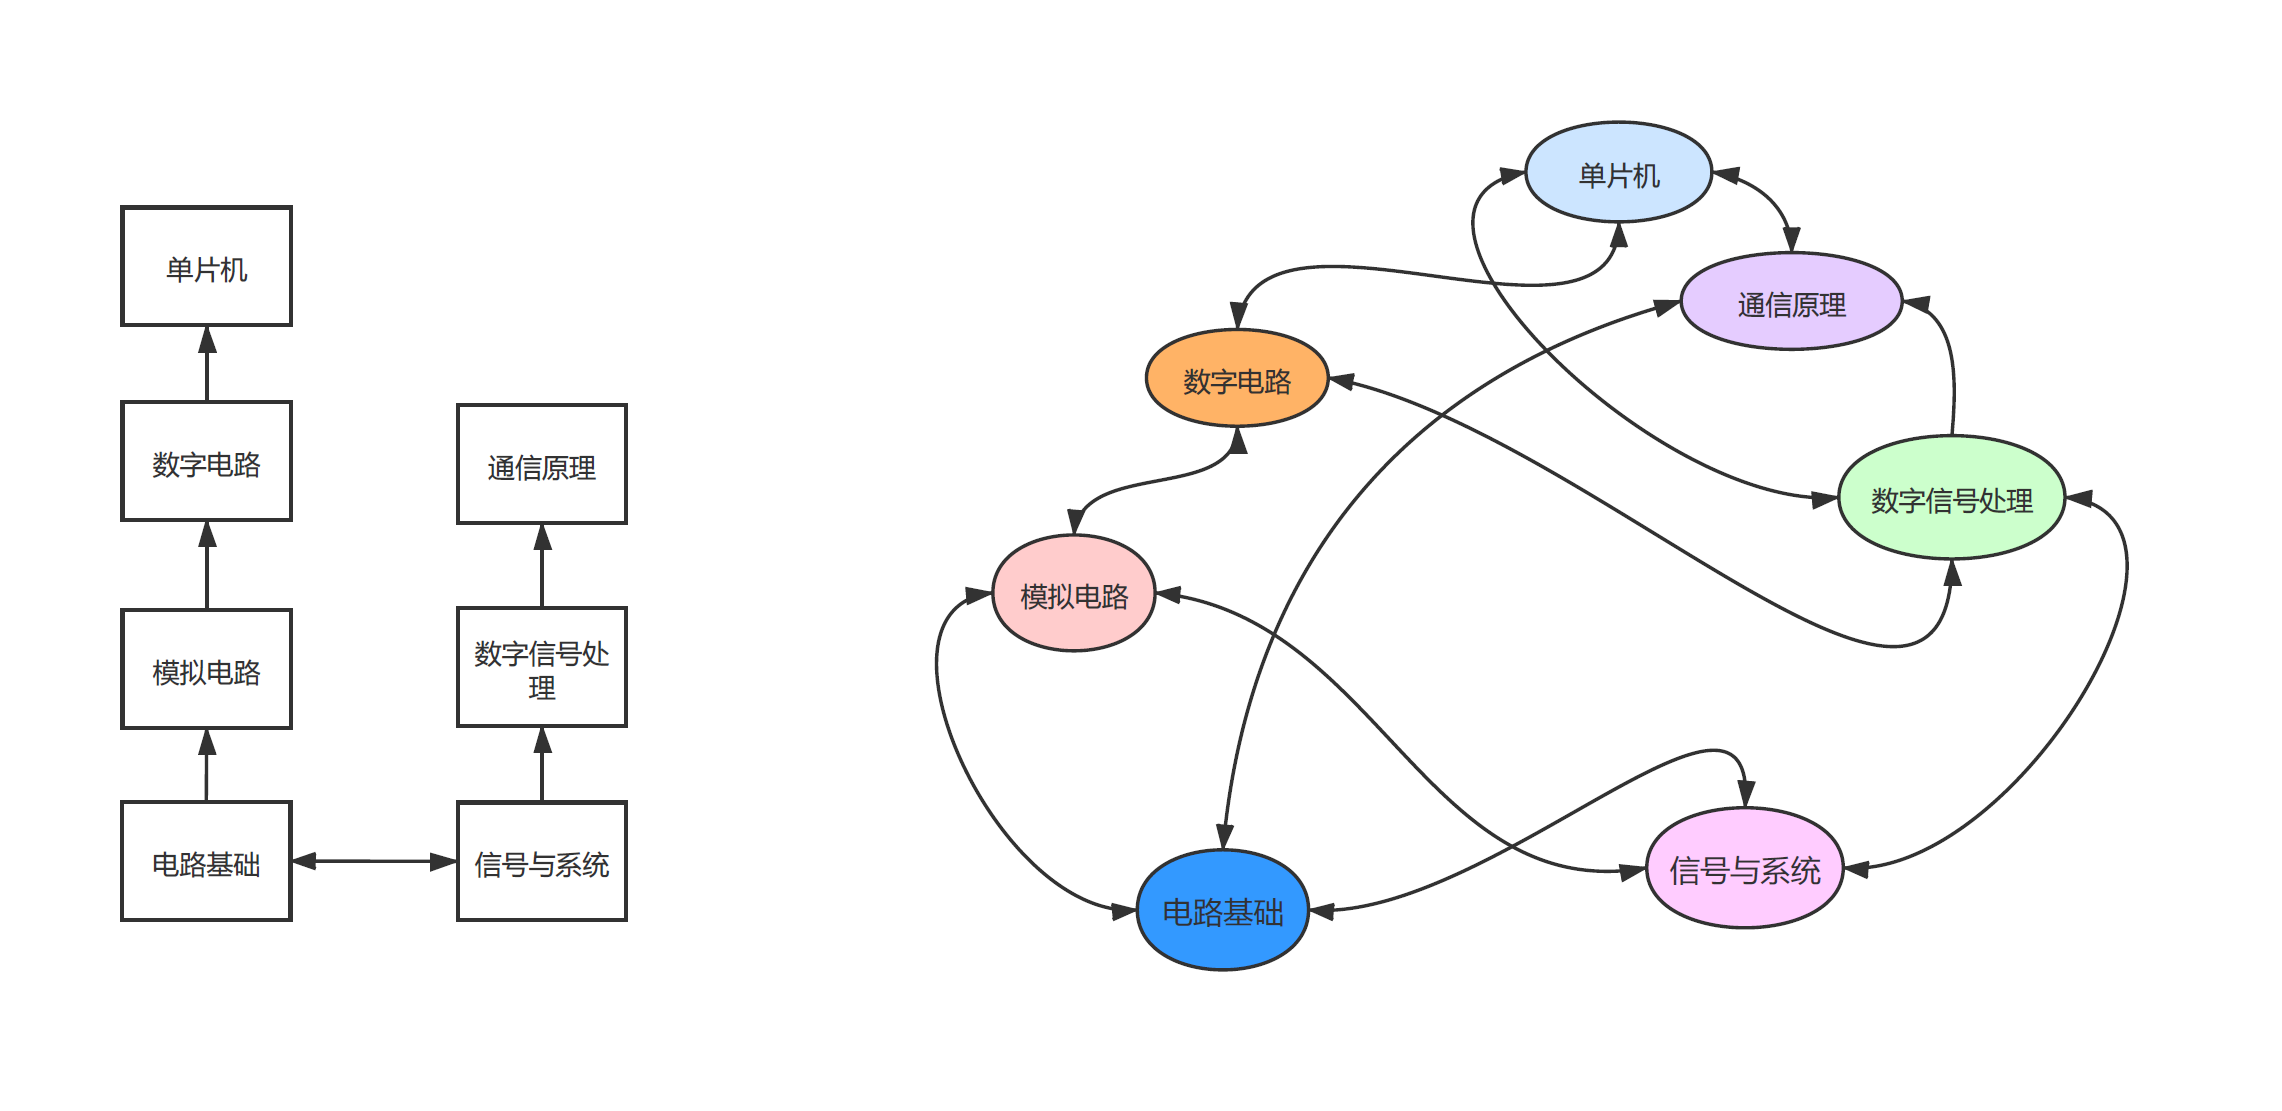 单片机
数字电路
模拟电路
电路基础
通信原理
数字信号处
理
信号与系统
单片机
通信原理
数字电路
数字信号处理
模拟电路
信号与系统
电路基础